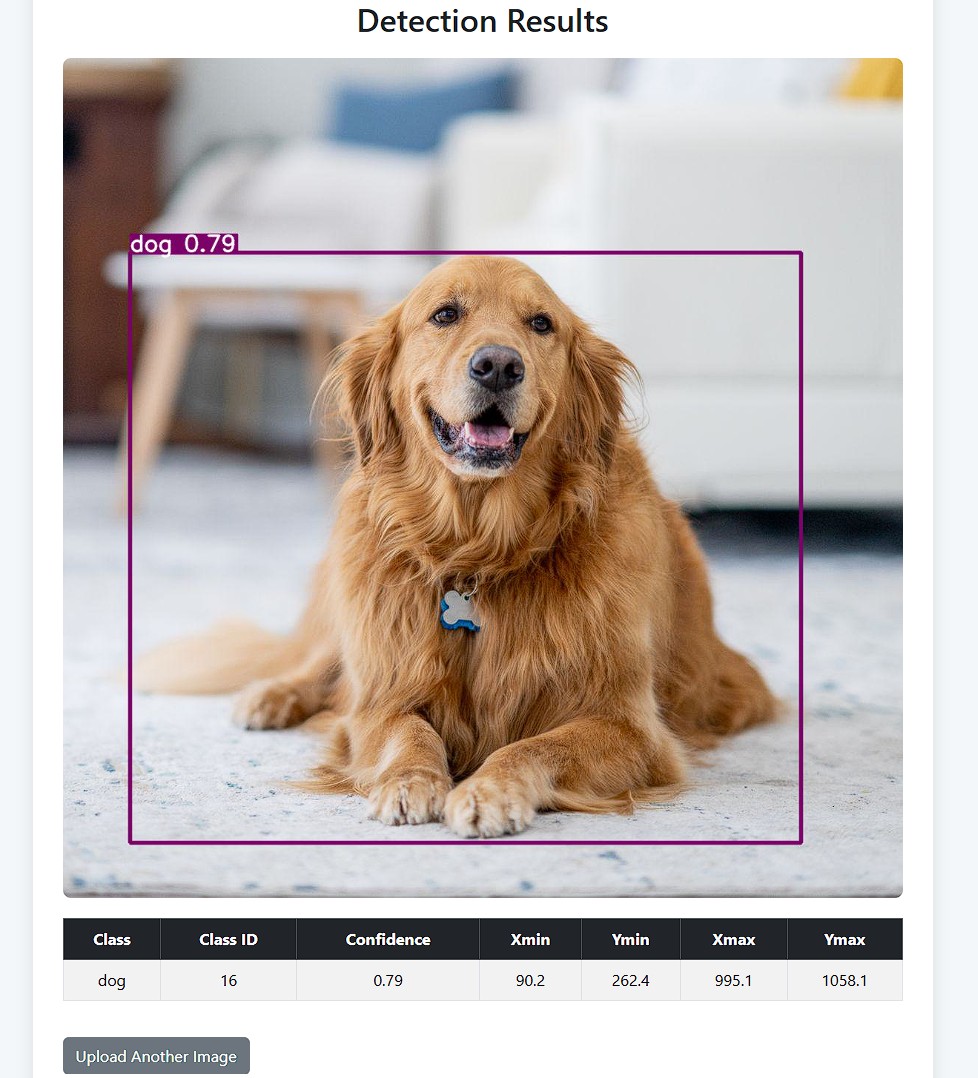 Detection Results
dog 0.79
Class Class ID Confidence Xmin Ymin Xmax Ymax
dog 16 0.79 90.2 262.4 995.1 1058.1
Upload Another Image